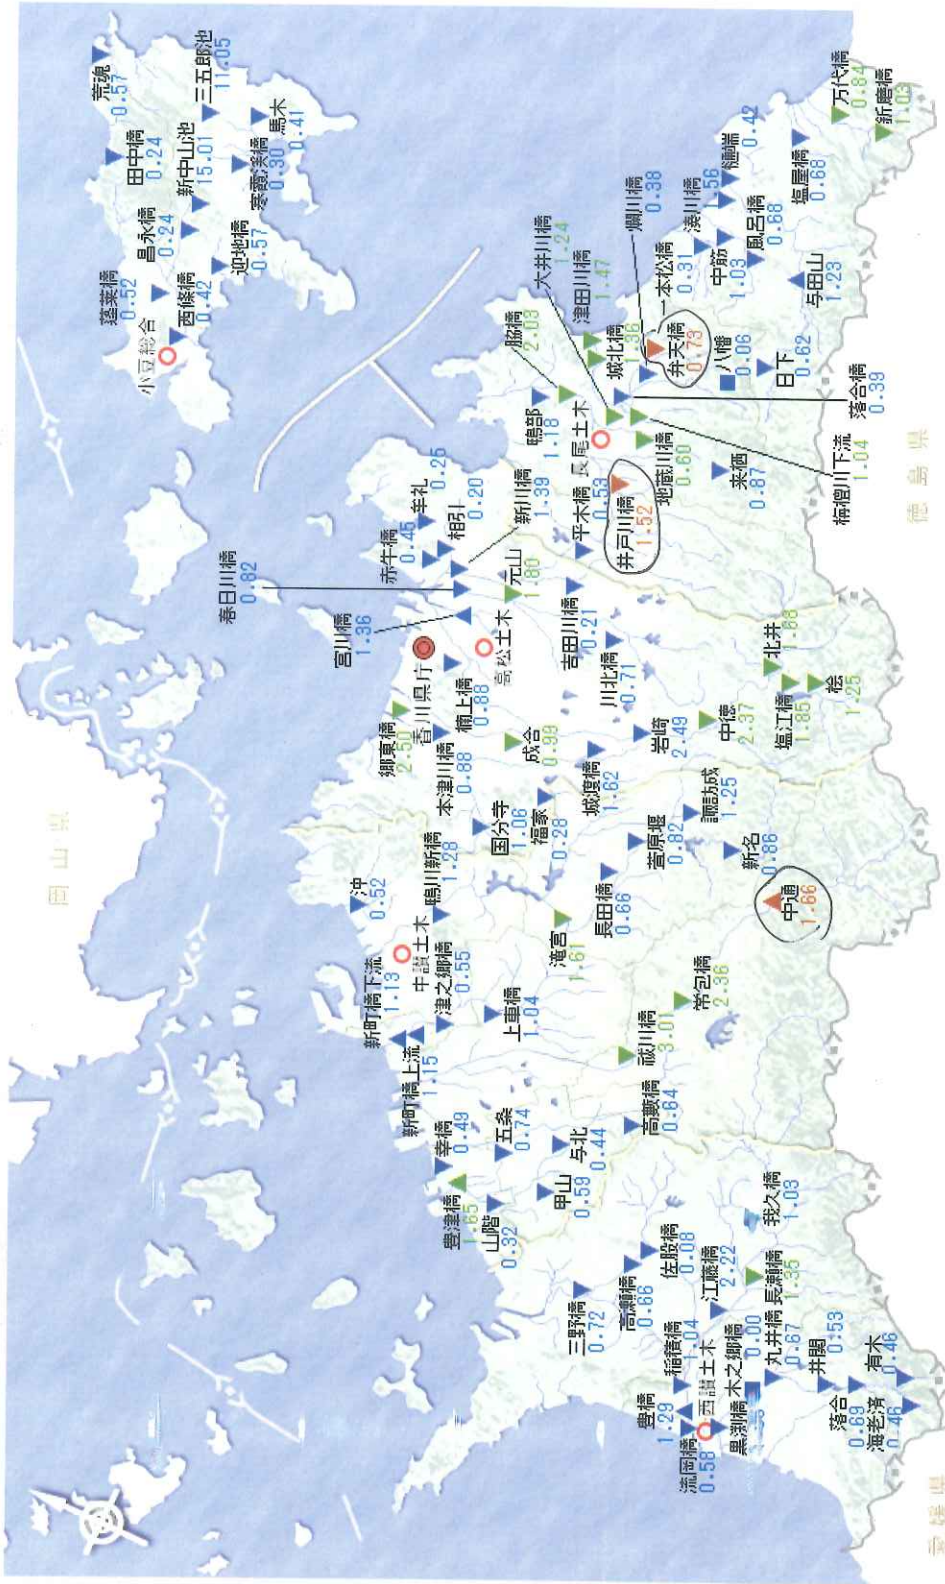 岡山県
荒魂
0.57
田中橋
0.24
三五郎池
11.05
蓬莱橋
0.52
昌永橋
0.24
新中山池
15.01
馬木
0.41
小豆総合
西條橋
0.42
迎地橋
0.57
寒霞渓橋
0.30
春日川橋
0.82
宮川橋
1.36
赤牛橋
0.45
牟礼
0.25
相引
0.20
新川橋
1.39
脇橋
2.03
大井川橋
1.24
津田川橋
1.47
鴨部
1.18
長尾土木
城北橋
1.36
爛川橋
0.38
弁天橋
0.73
一本松橋
0.31
湊川橋
1.56
樋端
0.42
中筋
1.03
風呂橋
0.68
塩屋橋
0.68
万代橋
0.84
新磨橋
1.03
与田山
1.23
八幡
0.06
日下
0.62
落合橋
0.39
栴檀川下流
1.04
地蔵川橋
0.60
来栖
0.87
平木橋
0.53
井戸川橋
1.52
元山
1.80
高松土木
吉田川橋
0.21
川北橋
0.71
香川県庁
楠上橋
0.88
郷東橋
2.50
本津川橋
0.88
成合
0.99
城渡橋
1.62
岩崎
2.49
中徳
2.37
北井
1.68
塩江橋
1.85
桧
1.25
国分寺
1.06
福家
0.28
鴨川新橋
1.28
沖
0.52
中讃土木
新町橋下流
1.13
津之郷橋
0.55
滝宮
1.61
長田橋
0.66
萱原堰
0.82
諏訪成
1.25
新名
0.86
中通
1.66
常包橋
2.36
祓川橋
3.01
上車橋
1.04
新町橋上流
1.15
幸橋
0.49
五条
0.74
与北
0.44
高藪橋
0.64
豊津橋
1.65
山階
0.32
甲山
0.59
三野橋
0.72
高瀬橋
0.66
佐股橋
0.08
江藤橋
2.22
長瀬橋
1.35
我久橋
1.03
豊橋
1.29
稲積橋
1.04
流岡橋
0.58
西讃土木
黒渕橋
木之郷橋
0.00
丸井橋
0.67
井関
0.53
落合
0.69
海老済
0.46
有木
0.46
徳島県
愛媛県